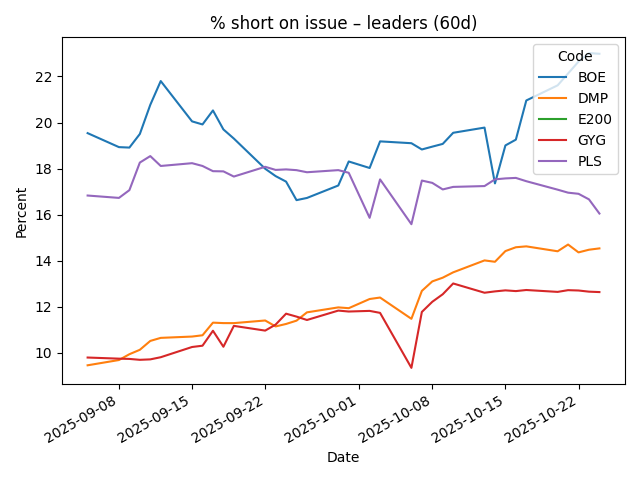 % short on issue – leaders (60d)
Code
BOE
DMP
E200
GYG
PLS
Percent
22
20
18
16
14
12
10
2025-09-08
2025-09-15
2025-09-22
2025-10-01
2025-10-08
2025-10-15
2025-10-22
Date